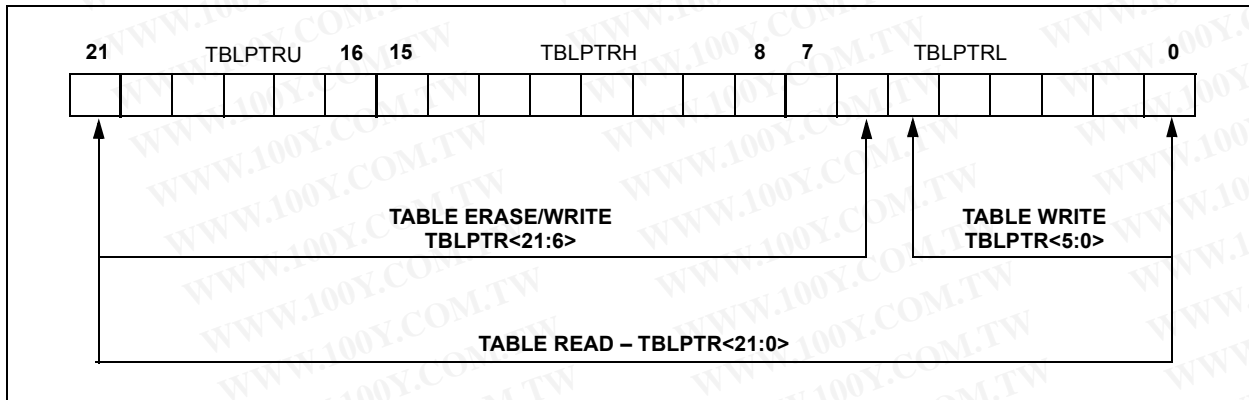 21 TBLPTRU 16 15 TBLPTRH 8 7 TBLPTRL 0
TABLE ERASE/WRITE
TBLPTR<21:6>
TABLE WRITE
TBLPTR<5:0>
TABLE READ – TBLPTR<21:0>
WWW.100Y.COM.TW